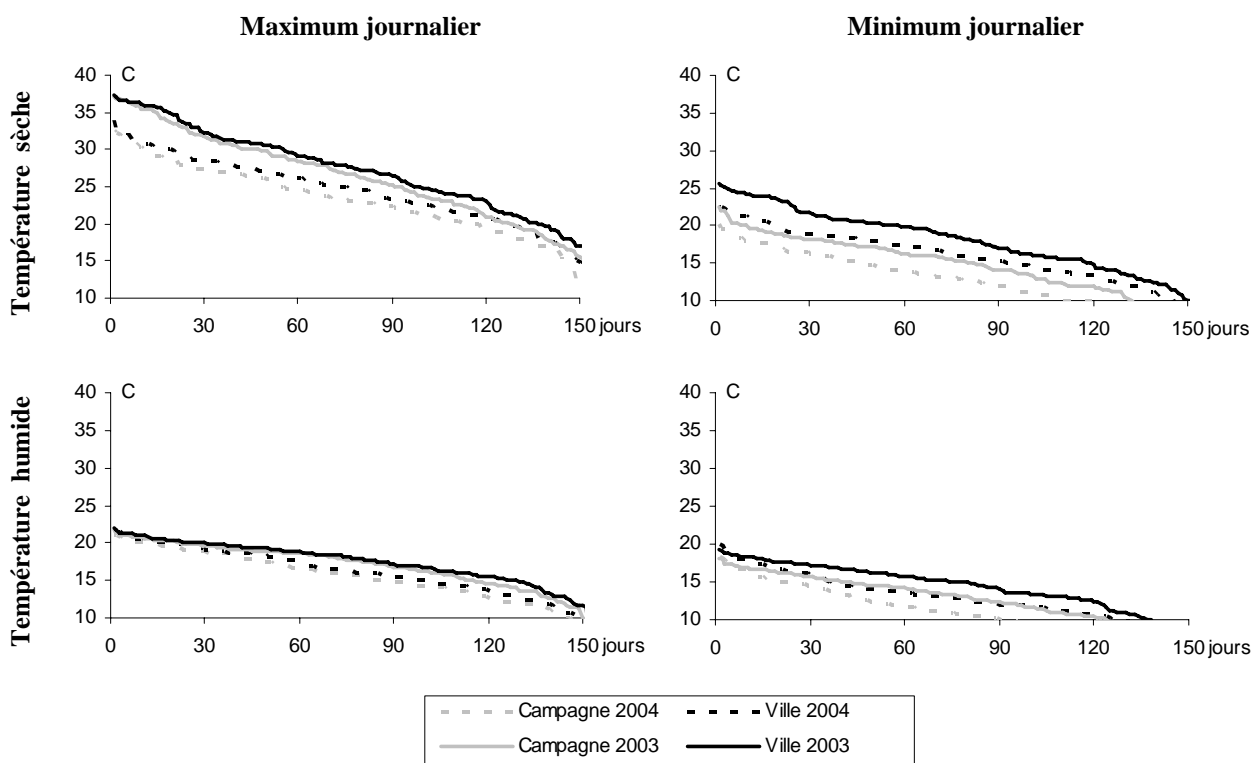 Maximum journalier
Minimum journalier
Température sèche
40 C
35
30
25
20
15
10
0 30 60 90 120 150 jours
40 C
35
30
25
20
15
10
0 30 60 90 120 150 jours
Température humide
40 C
35
30
25
20
15
10
0 30 60 90 120 150 jours
40 C
35
30
25
20
15
10
0 30 60 90 120 150 jours
Campagne 2004 Ville 2004
Campagne 2003 Ville 2003